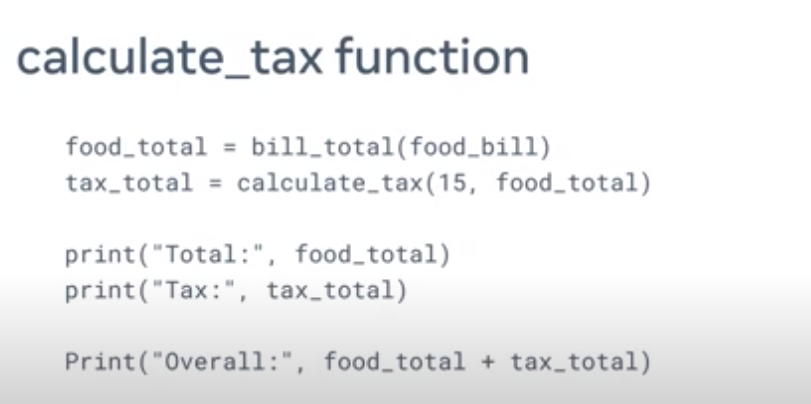 calculate_tax function
food_total = bill_total(food_bill)
tax_total = calculate_tax(15, food_total)
print("Total:", food_total)
print("Tax:", tax_total)
Print("Overall:", food_total + tax_total)